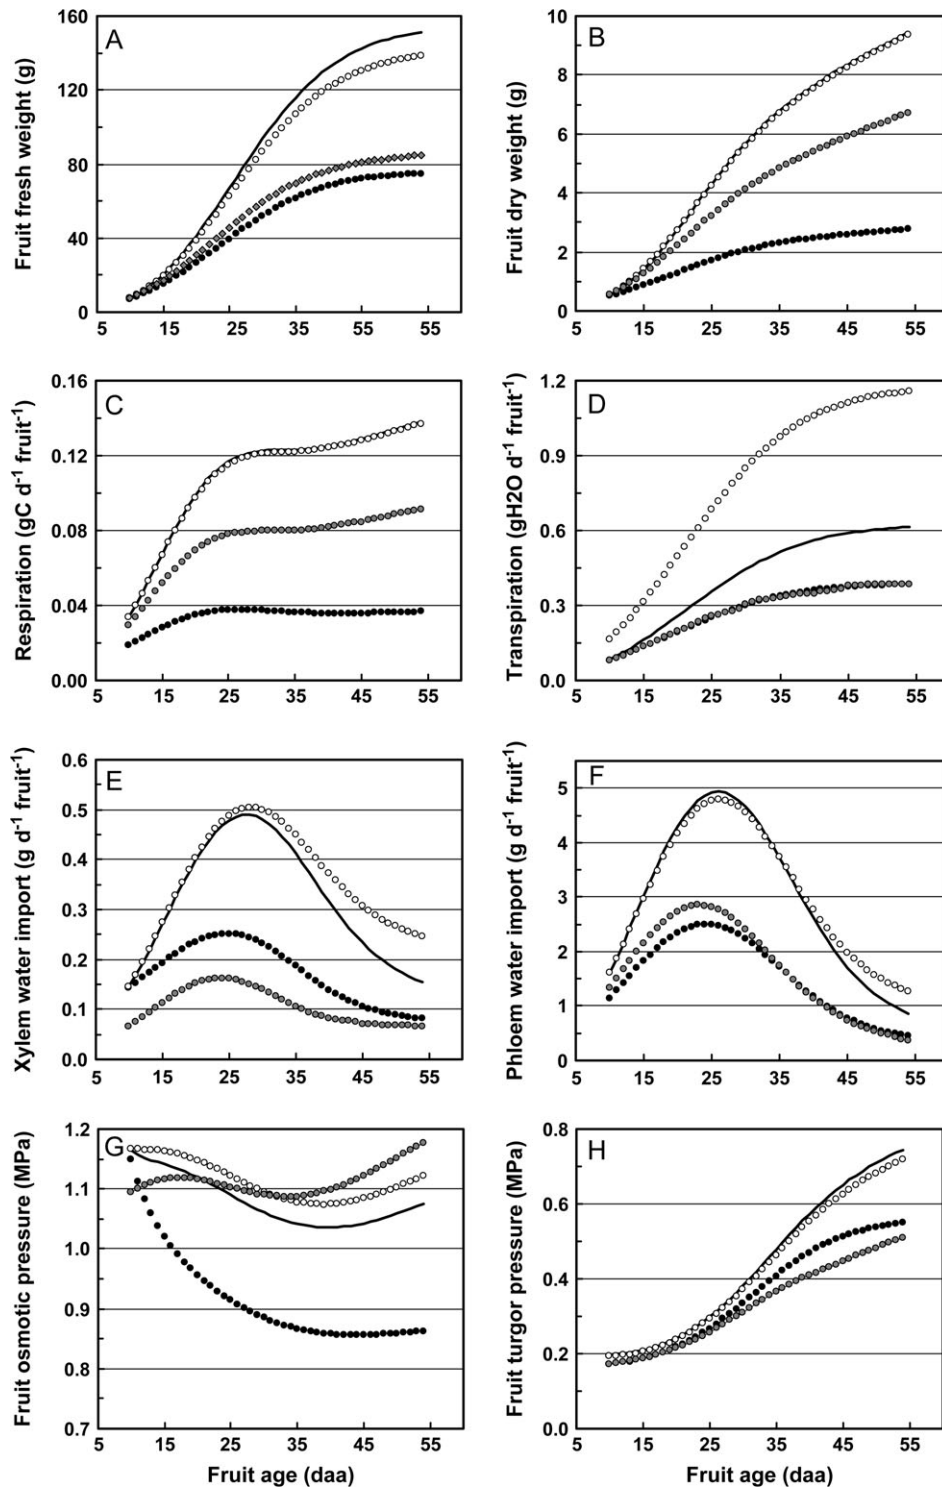 A
Fruit fresh weight (g)
160
120
80
40
0
5 15 25 35 45 55
B
Fruit dry weight (g)
10
8
6
4
2
0
5 15 25 35 45 55
C
Respiration (gC d⁻¹ fruit⁻¹)
0.16
0.12
0.08
0.04
0.00
5 15 25 35 45 55
D
Transpiration (gH2O d⁻¹ fruit⁻¹)
1.2
0.9
0.6
0.3
0.0
5 15 25 35 45 55
E
Xylem water import (g d⁻¹ fruit⁻¹)
0.6
0.5
0.4
0.3
0.2
0.1
0.0
5 15 25 35 45 55
F
Phloem water import (g d⁻¹ fruit⁻¹)
5
4
3
2
1
0
5 15 25 35 45 55
G
Fruit osmotic pressure (MPa)
1.2
1.1
1.0
0.9
0.8
0.7
5 15 25 35 45 55
Fruit age (daa)
H
Fruit turgor pressure (MPa)
0.8
0.6
0.4
0.2
0.0
5 15 25 35 45 55
Fruit age (daa)